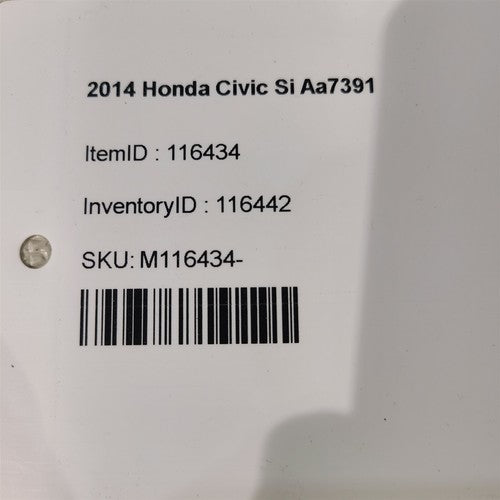 2014 Honda Civic Si Aa7391
ItemID : 116434
InventoryID : 116442
SKU: M116434-